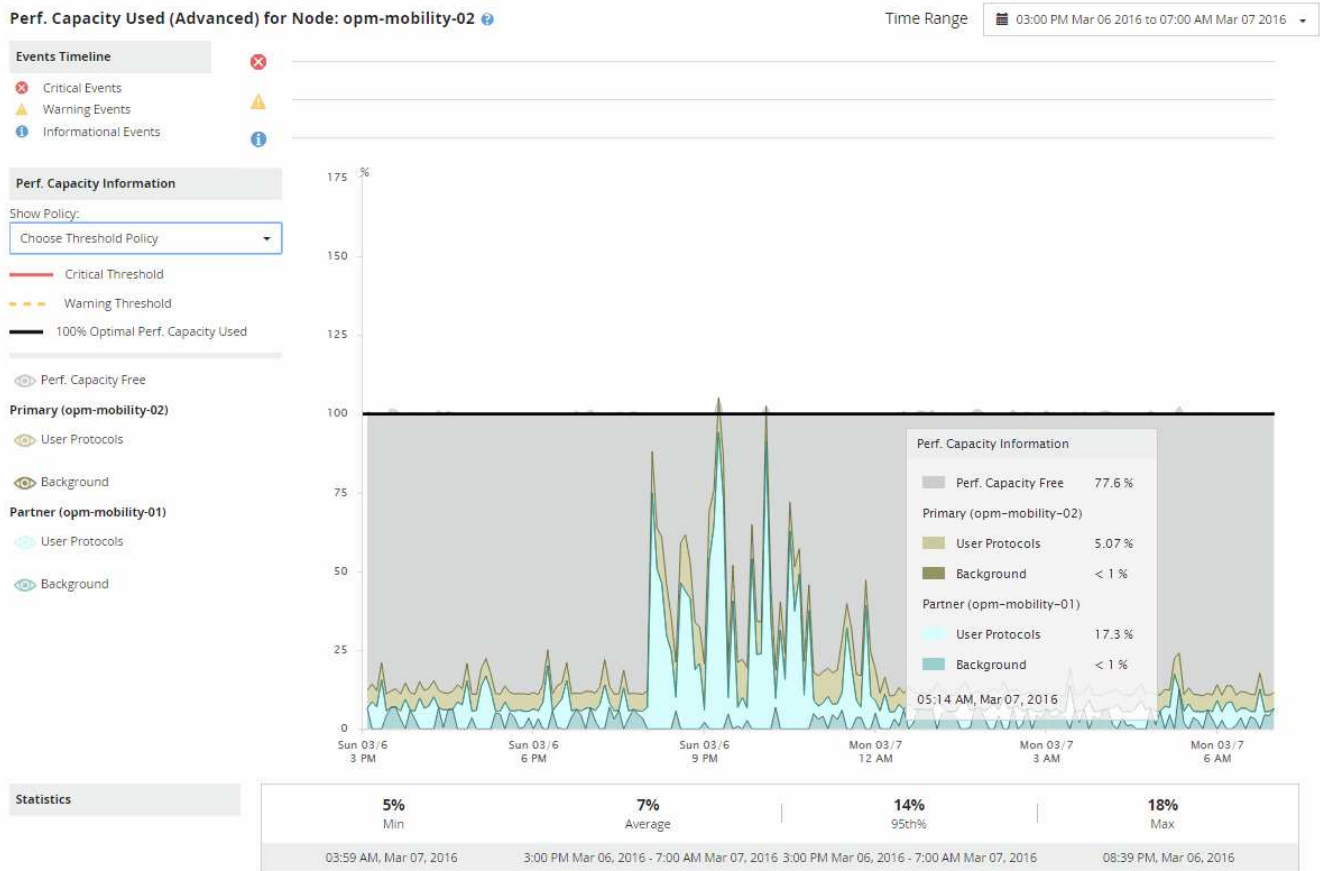 Perf. Capacity Used (Advanced) for Node: opm-mobility-02 ?
Time Range 03:00 PM Mar 06 2016 to 07:00 AM Mar 07 2016
Events Timeline
Critical Events
Warning Events
Informational Events
Perf. Capacity Information
Show Policy:
Choose Threshold Policy
Critical Threshold
Warning Threshold
100% Optimal Perf. Capacity Used
Perf. Capacity Free
Primary (opm-mobility-02)
User Protocols
Background
Partner (opm-mobility-01)
User Protocols
Background
%
175
150
125
100
75
50
25
0
Perf. Capacity Information
Perf. Capacity Free 77.6 %
Primary (opm-mobility-02)
User Protocols 5.07 %
Background < 1 %
Partner (opm-mobility-01)
User Protocols 17.3 %
Background < 1 %
05:14 AM, Mar 07, 2016
Sun 03/6 Sun 03/6 Sun 03/6 Mon 03/7 Mon 03/7 Mon 03/7
3 PM 6 PM 9 PM 12 AM 3 AM 6 AM
Statistics
5% 7% 14% 18%
Min Average 95th% Max
03:59 AM, Mar 07, 2016 3:00 PM Mar 06, 2016 - 7:00 AM Mar 07, 2016 3:00 PM Mar 06, 2016 - 7:00 AM Mar 07, 2016 08:39 PM, Mar 06, 2016